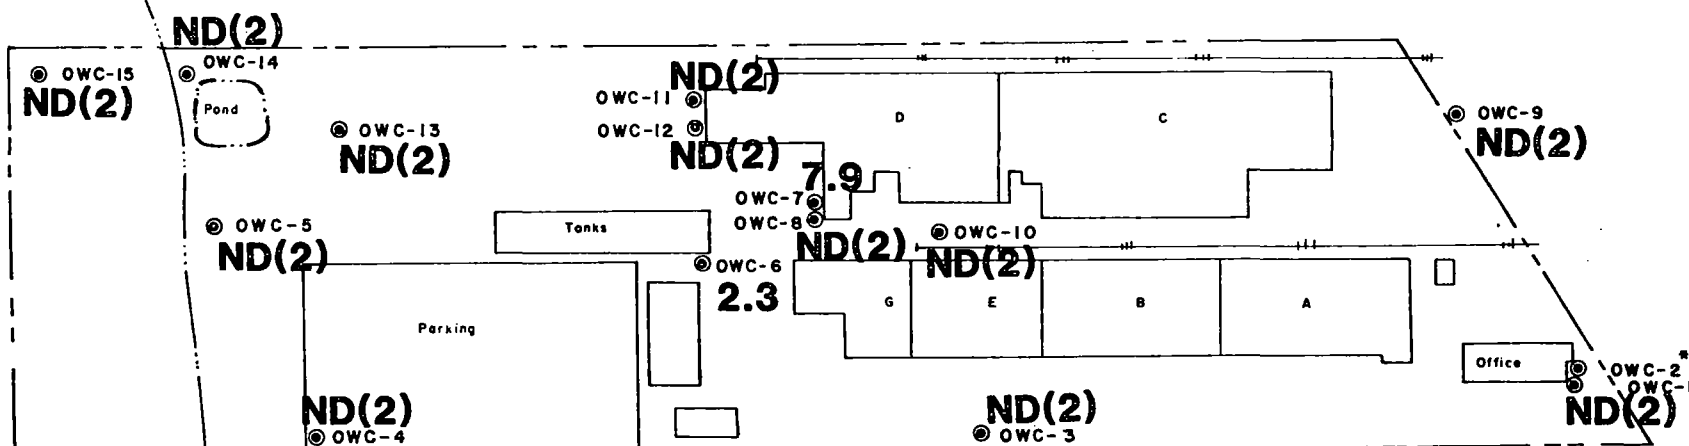 ND(2)
OWC-15
ND(2)
OWC-14
Pond
OWC-13
ND(2)
ND(2)
OWC-11
OWC-12
ND(2)
D
C
OWC-9
ND(2)
7.9
OWC-7
OWC-8
ND(2)
OWC-5
ND(2)
Tanks
OWC-10
ND(2)
OWC-6
2.3
G
E
B
A
Parking
Office
OWC-2*
OWC-1
ND(2)
ND(2)
OWC-4
ND(2)
OWC-3